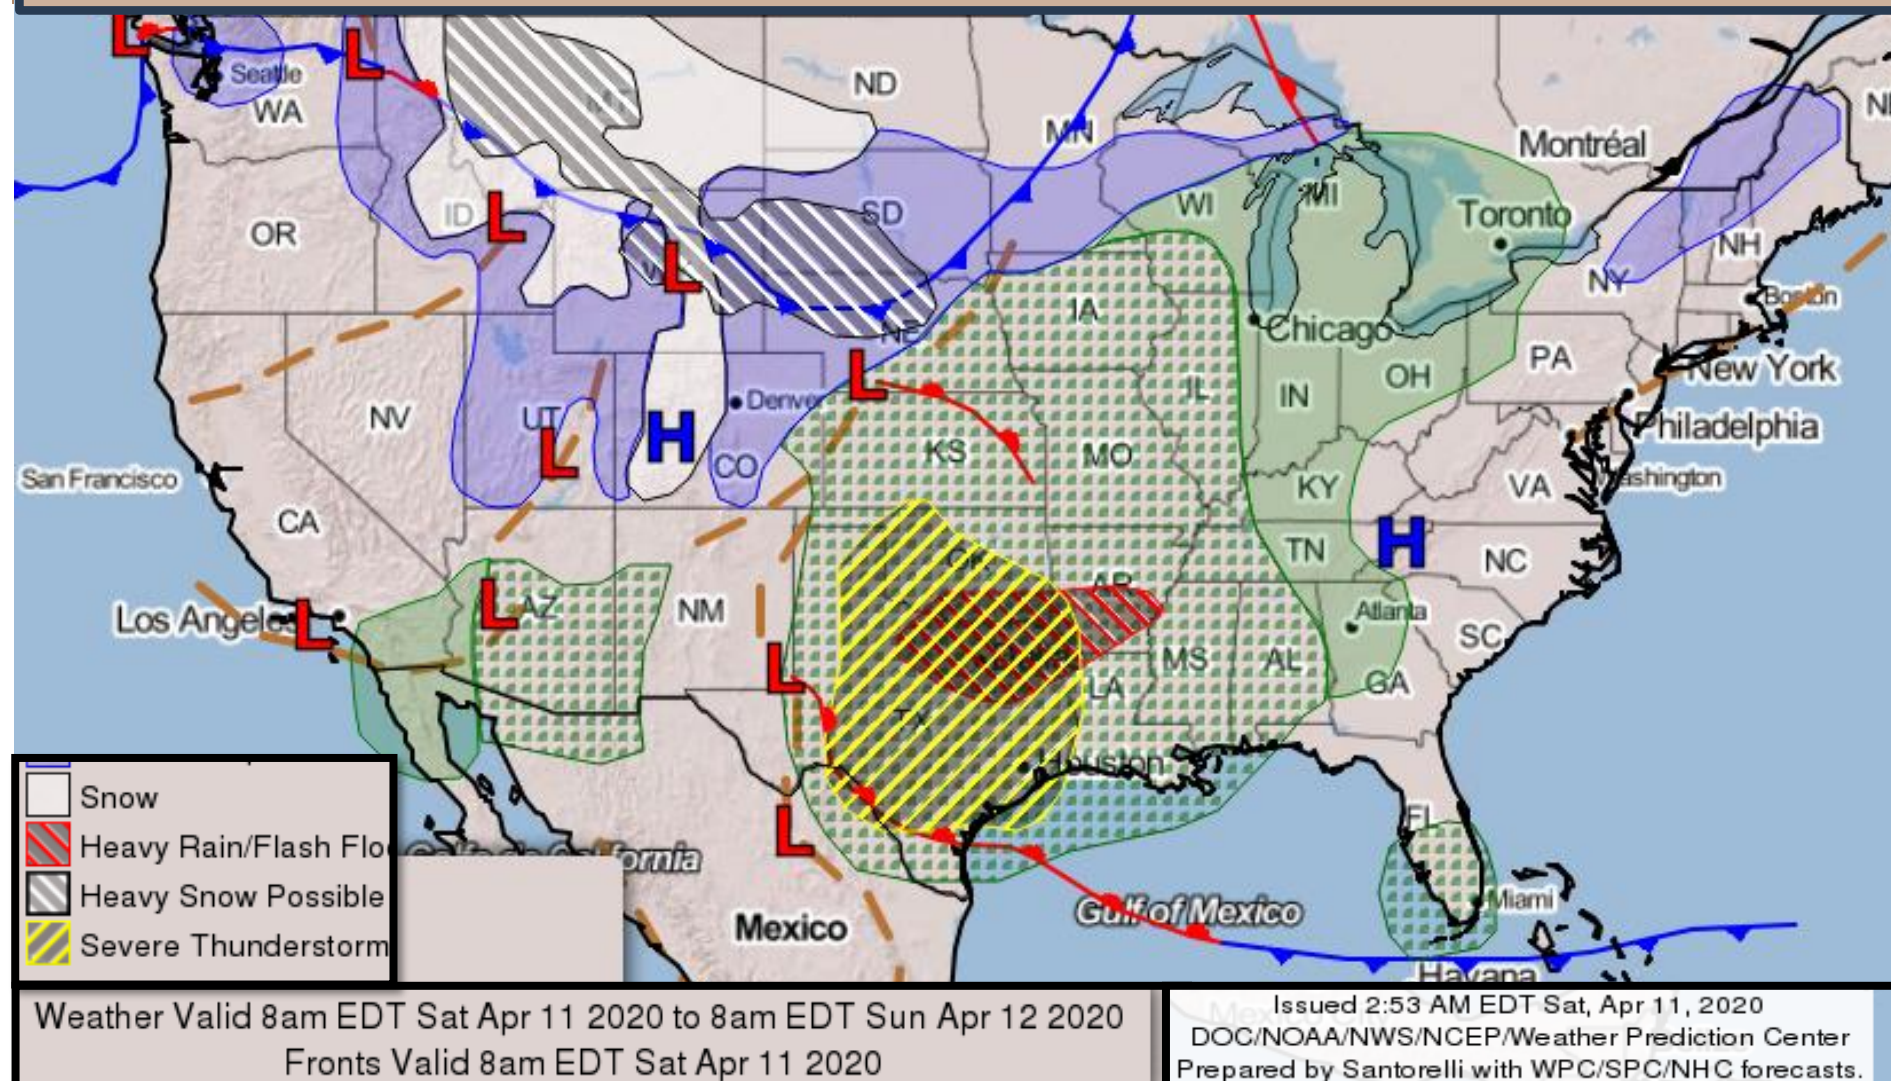 Seattle
WA
MT
ND
MN
Montréal
OR
ID
SD
WI
MI
Toronto
NY
NH
Boston
IA
Chicago
NE
PA
New York
NV
UT
Denver
IL
IN
OH
Philadelphia
San Francisco
CO
KS
MO
KY
VA
Washington
CA
OK
TN
NC
Los Angeles
AZ
NM
AR
Atlanta
SC
MS
AL
GA
LA
TX
Houston
FL
Miami
Gulf of Mexico
Mexico
Havana
L
L
L
L
L
H
L
H
L
L
L
L
Snow
Heavy Rain/Flash Flo
Heavy Snow Possible
Severe Thunderstorm
Weather Valid 8am EDT Sat Apr 11 2020 to 8am EDT Sun Apr 12 2020
Fronts Valid 8am EDT Sat Apr 11 2020
Issued 2:53 AM EDT Sat, Apr 11, 2020
DOC/NOAA/NWS/NCEP/Weather Prediction Center
Prepared by Santorelli with WPC/SPC/NHC forecasts.